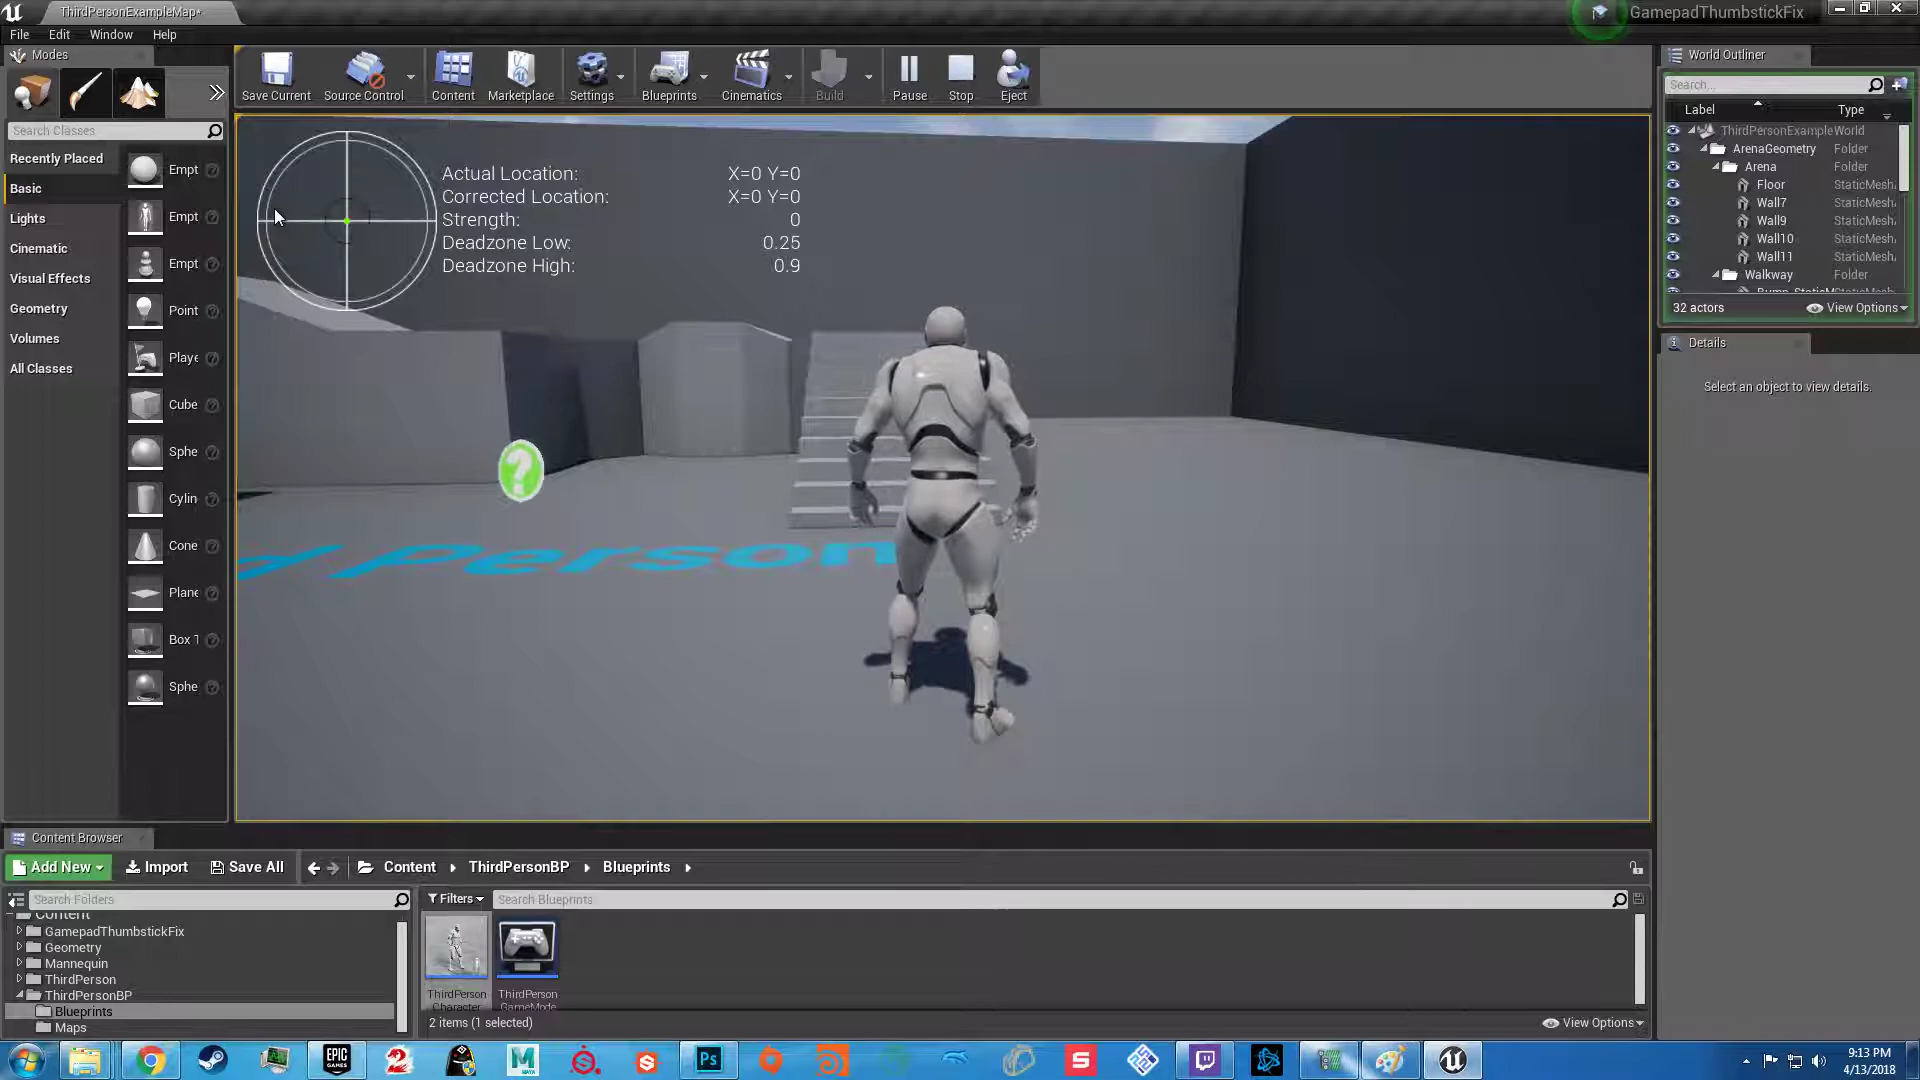 ThirdPersonExampleMap*
GamepadThumbstickFix
File Edit Window Help
Modes
Search Classes
Recently Placed
Basic
Lights
Cinematic
Visual Effects
Geometry
Volumes
All Classes
Empt
Empt
Empt
Point
Playe
Cube
Sphe
Cylin
Cone
Plane
Box T
Sphe
Save Current
Source Control
Content
Marketplace
Settings
Blueprints
Cinematics
Build
Pause
Stop
Eject
Actual Location: X=0 Y=0
Corrected Location: X=0 Y=0
Strength: 0
Deadzone Low: 0.25
Deadzone High: 0.9
?
y person
World Outliner
Search...
Label Type
ThirdPersonExample World
ArenaGeometry Folder
Arena Folder
Floor StaticMesh
Wall7 StaticMesh
Wall9 StaticMesh
Wall10 StaticMesh
Wall11 StaticMesh
Walkway Folder
32 actors View Options
Details
Select an object to view details.
Content Browser
Add New Import Save All Content ThirdPersonBP Blueprints
Search Folders
Content
GamepadThumbstickFix
Geometry
Mannequin
ThirdPerson
ThirdPersonBP
Blueprints
Maps
Filters Search Blueprints
ThirdPerson
Character
ThirdPerson
GameMode
2 items (1 selected) View Options
EPIC
GAMES
2
M
MAYA
Ps
S
9:13 PM
4/13/2018